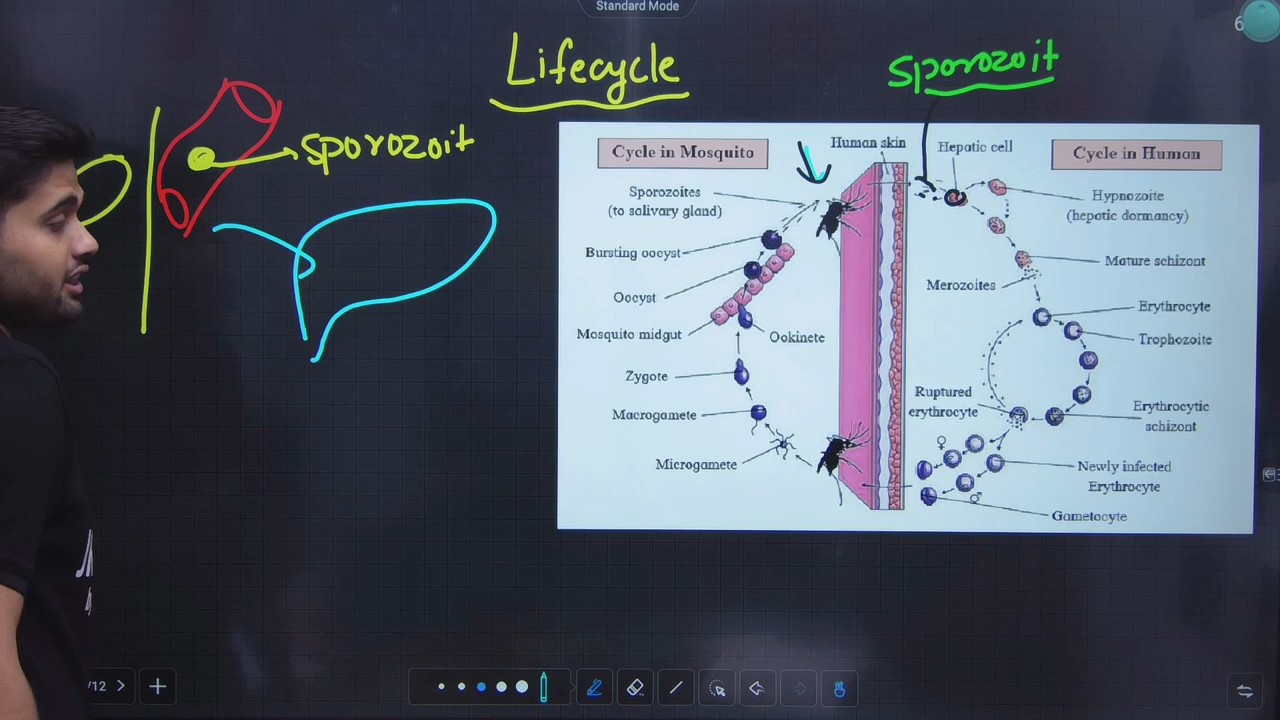 Standard Mode
6
Lifecycle
Sporozoit
sporozoit
Cycle in Mosquito
Human skin
Hepatic cell
Cycle in Human
Sporozoites
(to salivary gland)
Hypnozoite
(hepatic dormancy)
Bursting oocyst
Mature schizont
Merozoites
Oocyst
Erythrocyte
Mosquito midgut
Ookinete
Trophozoite
Zygote
Ruptured
erythrocyte
Macrogamete
Erythrocytic
schizont
♀
Microgamete
Newly infected
Erythrocyte
♂
Gametocyte
/12